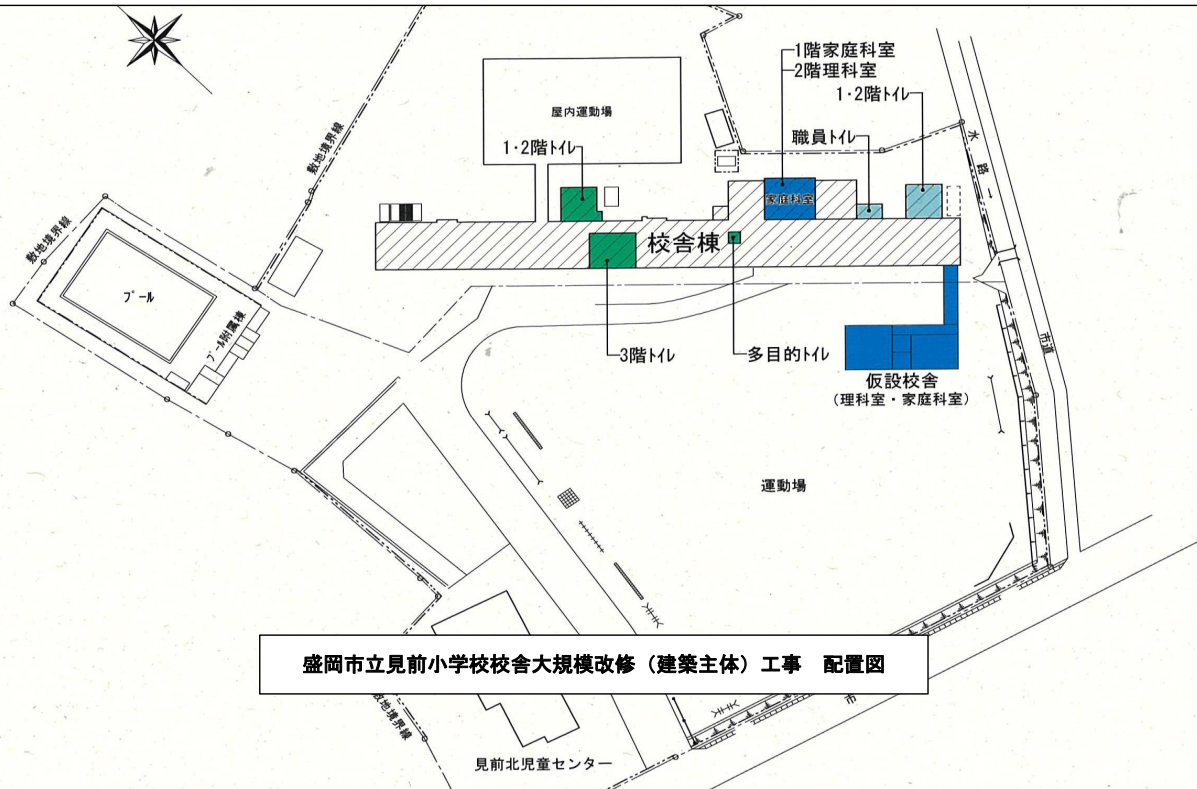 1階家庭科室
2階理科室
1・2階トイレ
敷地境界線
屋内運動場
職員トイレ
水路
1・2階トイレ
家庭科室
敷地境界線
校舎棟
プール
プール附属棟
3階トイレ
多目的トイレ
市道
仮設校舎
（理科室・家庭科室）
運動場
盛岡市立見前小学校校舎大規模改修（建築主体）工事　配置図
敷地境界線
市
見前北児童センター